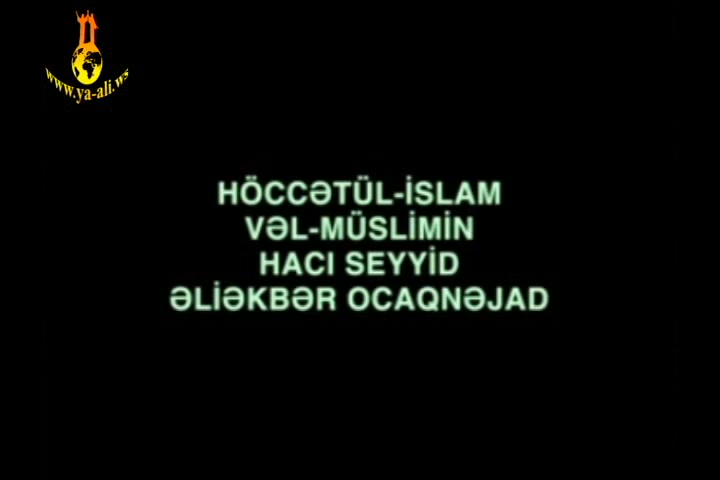 www.ya-ali.ws
HÖCCƏTÜL-İSLAM
VƏL-MÜSLİMİN
HACI SEYYİD
ƏLİƏKBƏR OCAQNƏJAD